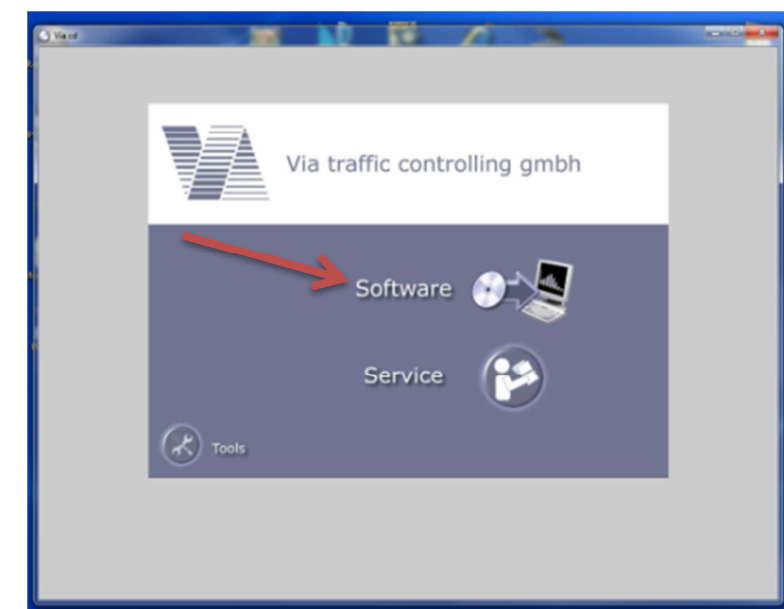 Via cd
Via traffic controlling gmbh
Software
Service
Tools